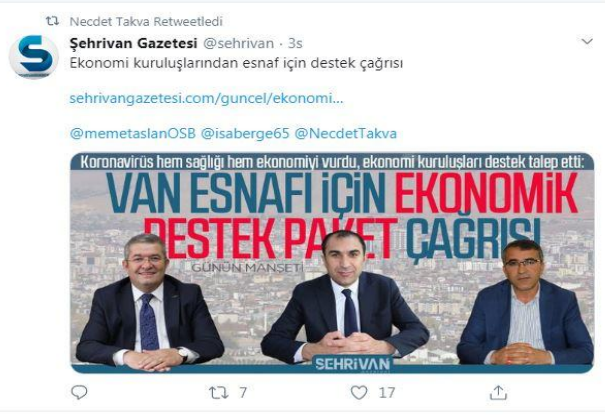 Necdet Takva Retweetledi
Şehrivan Gazetesi @sehrivan · 3s
Ekonomi kuruluşlarından esnaf için destek çağrısı
sehrivangazetesi.com/guncel/ekonomi...
@memetaslanOSB @isaberge65 @NecdetTakva
Koronavirüs hem sağlığı hem ekonomiyi vurdu, ekonomi kuruluşları destek talep etti:
VAN ESNAFI İÇİN EKONOMİK
DESTEK PAKET ÇAĞRISI
GÜNÜN MANŞETİ
ŞEHRİVAN
7
17